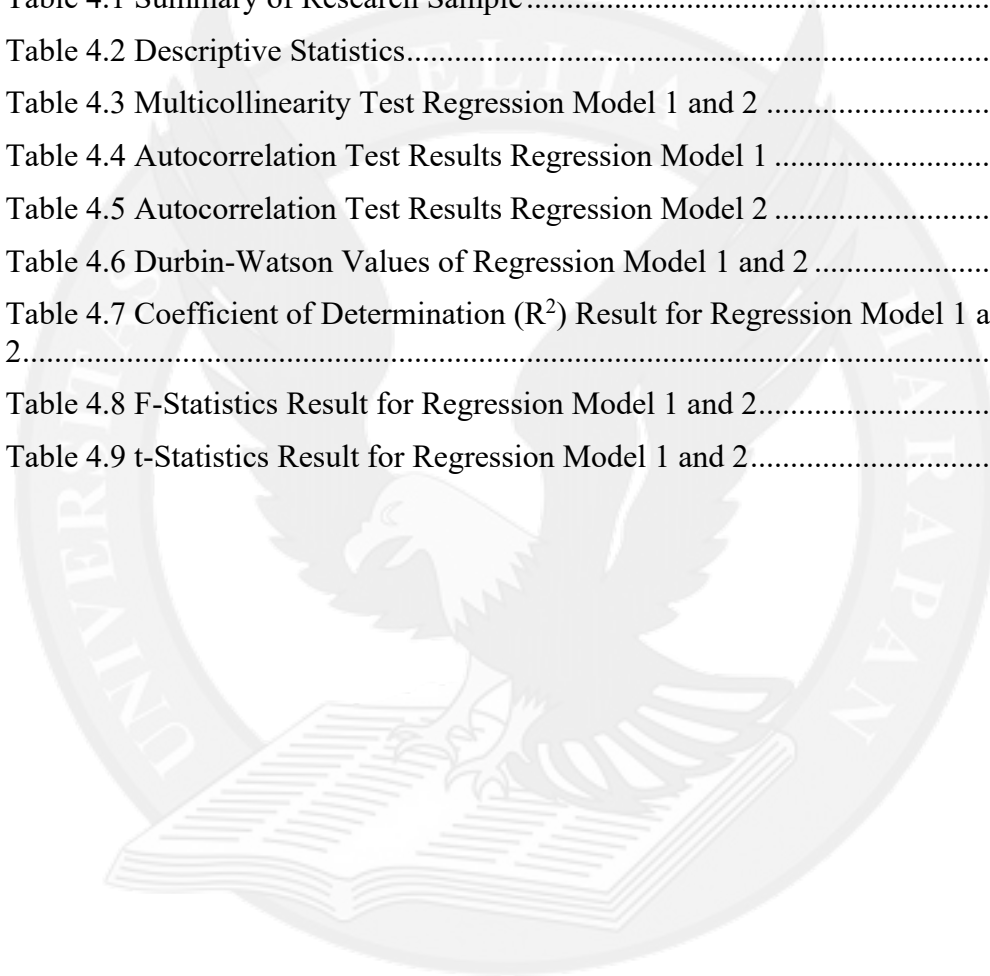 Table 4.1 Summary of Research Sample..........................................................
Table 4.2 Descriptive Statistics.........................................................................
Table 4.3 Multicollinearity Test Regression Model 1 and 2 ............................
Table 4.4 Autocorrelation Test Results Regression Model 1 ...........................
Table 4.5 Autocorrelation Test Results Regression Model 2 ...........................
Table 4.6 Durbin-Watson Values of Regression Model 1 and 2 ......................
Table 4.7 Coefficient of Determination (R²) Result for Regression Model 1 a
2..........................................................................................................................
Table 4.8 F-Statistics Result for Regression Model 1 and 2.............................
Table 4.9 t-Statistics Result for Regression Model 1 and 2..............................
UNIVERSITAS PELITA HARAPAN